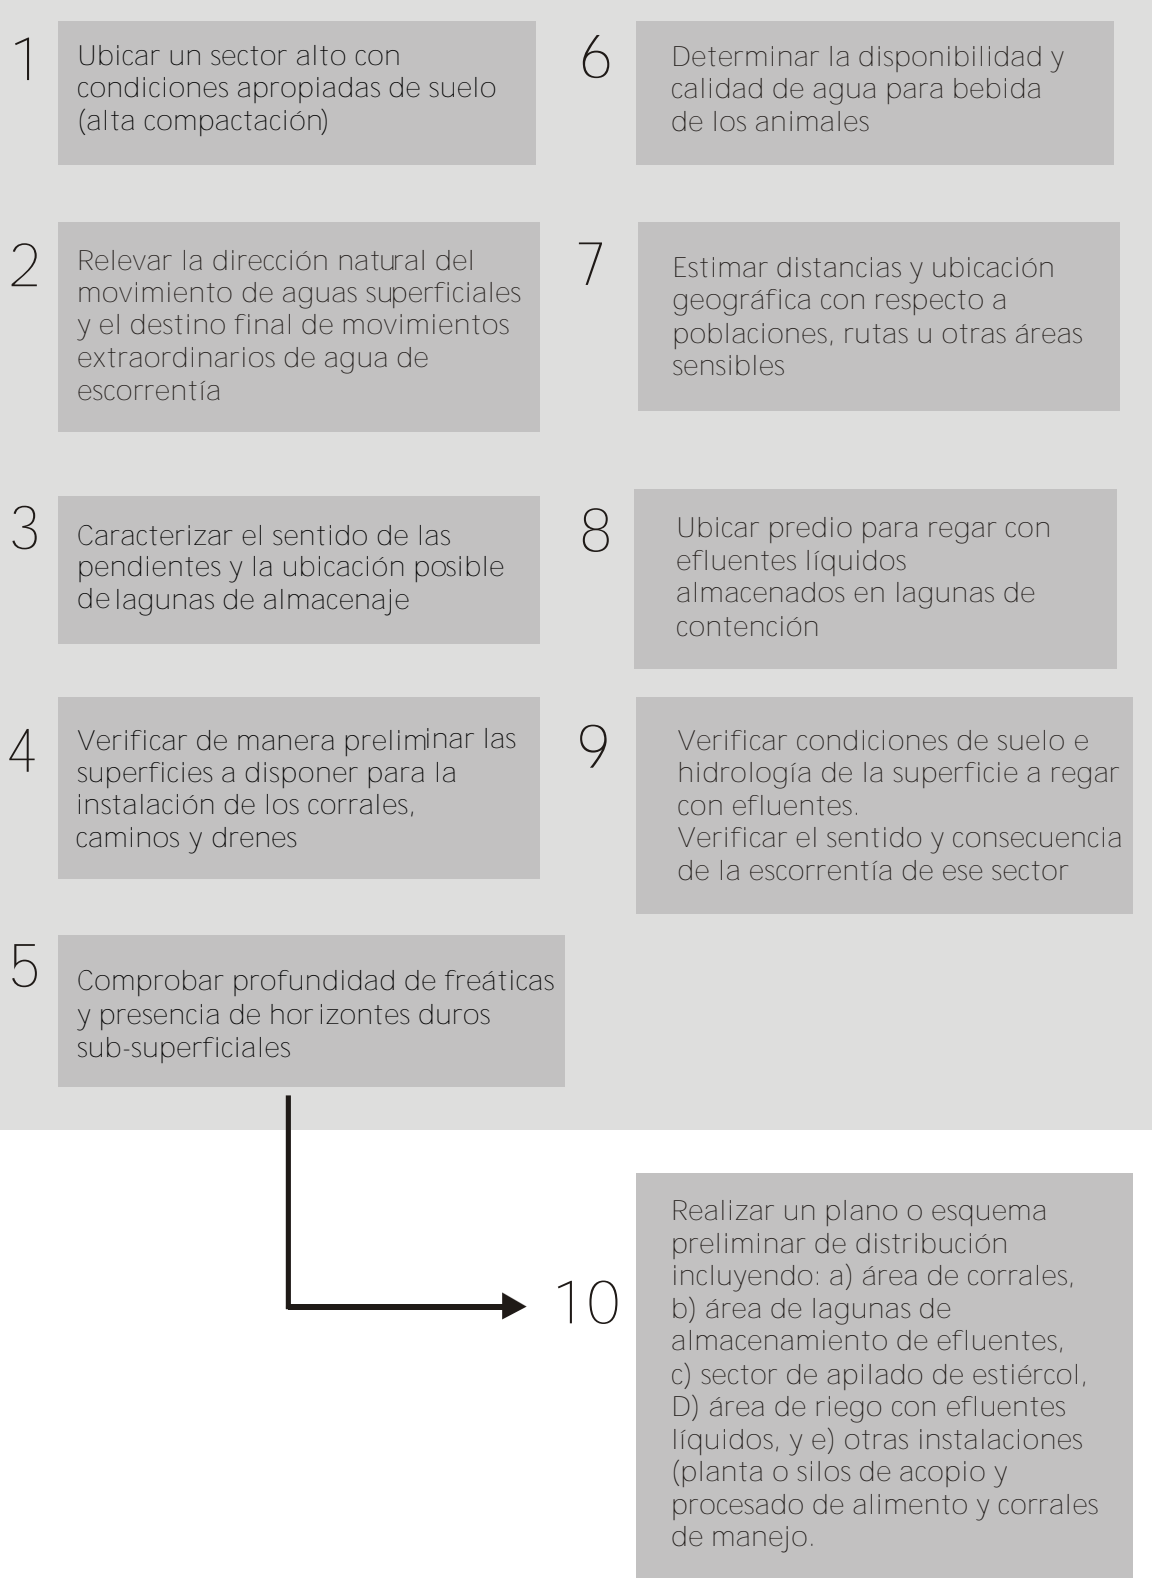 1
Ubicar un sector alto con
condiciones apropiadas de suelo
(alta compactación)
2
Relevar la dirección natural del
movimiento de aguas superficiales
y el destino final de movimientos
extraordinarios de agua de
escorrentía
3
Caracterizar el sentido de las
pendientes y la ubicación posible
de lagunas de almacenaje
4
Verificar de manera preliminar las
superficies a disponer para la
instalación de los corrales,
caminos y drenes
5
Comprobar profundidad de freáticas
y presencia de horizontes duros
sub-superficiales
6
Determinar la disponibilidad y
calidad de agua para bebida
de los animales
7
Estimar distancias y ubicación
geográfica con respecto a
poblaciones, rutas u otras áreas
sensibles
8
Ubicar predio para regar con
efluentes líquidos
almacenados en lagunas de
contención
9
Verificar condiciones de suelo e
hidrología de la superficie a regar
con efluentes.
Verificar el sentido y consecuencia
de la escorrentía de ese sector
10
Realizar un plano o esquema
preliminar de distribución
incluyendo: a) área de corrales,
b) área de lagunas de
almacenamiento de efluentes,
c) sector de apilado de estiércol,
D) área de riego con efluentes
líquidos, y e) otras instalaciones
(planta o silos de acopio y
procesado de alimento y corrales
de manejo.